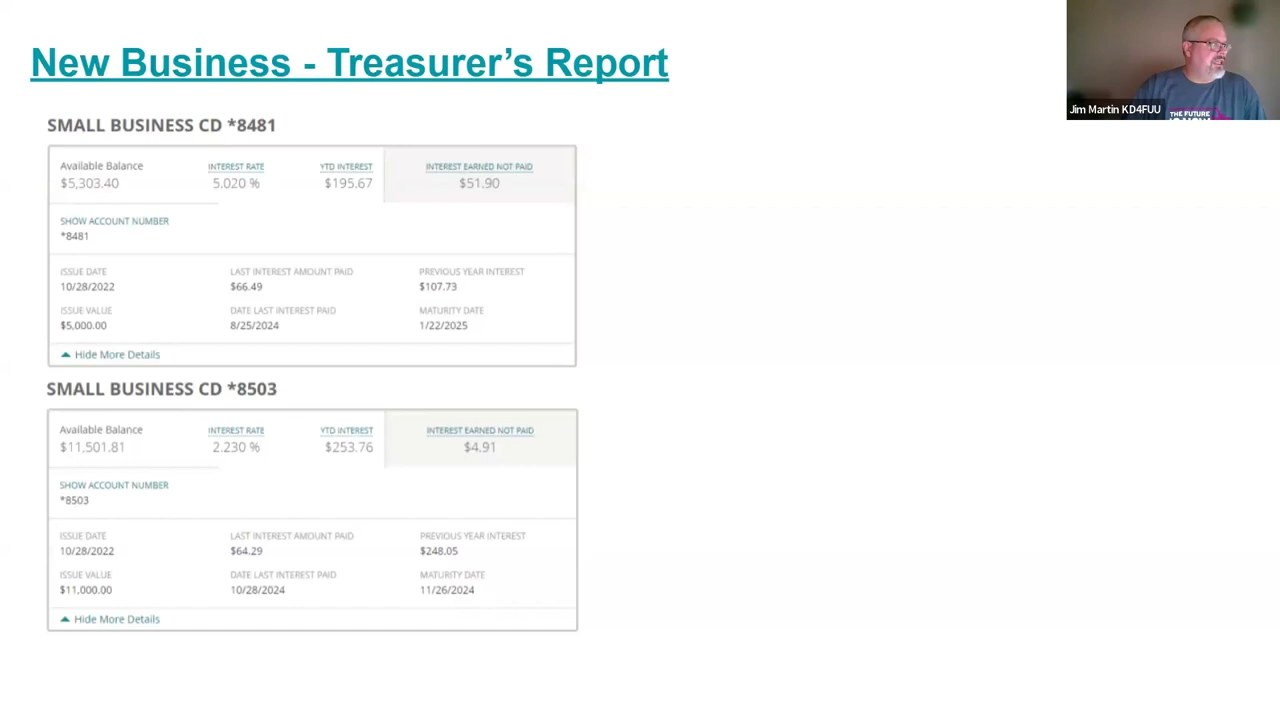 New Business - Treasurer's Report
Jim Martin KD4FUU
THE FUTURE
SMALL BUSINESS CD *8481
Available Balance INTEREST RATE YTD INTEREST INTEREST EARNED NOT PAID
$5,303.40 5.020 % $195.67 $51.90
SHOW ACCOUNT NUMBER
*8481
ISSUE DATE LAST INTEREST AMOUNT PAID PREVIOUS YEAR INTEREST
10/28/2022 $66.49 $107.73
ISSUE VALUE DATE LAST INTEREST PAID MATURITY DATE
$5,000.00 8/25/2024 1/22/2025
Hide More Details
SMALL BUSINESS CD *8503
Available Balance INTEREST RATE YTD INTEREST INTEREST EARNED NOT PAID
$11,501.81 2.230 % $253.76 $4.91
SHOW ACCOUNT NUMBER
*8503
ISSUE DATE LAST INTEREST AMOUNT PAID PREVIOUS YEAR INTEREST
10/28/2022 $64.29 $248.05
ISSUE VALUE DATE LAST INTEREST PAID MATURITY DATE
$11,000.00 10/28/2024 11/26/2024
Hide More Details